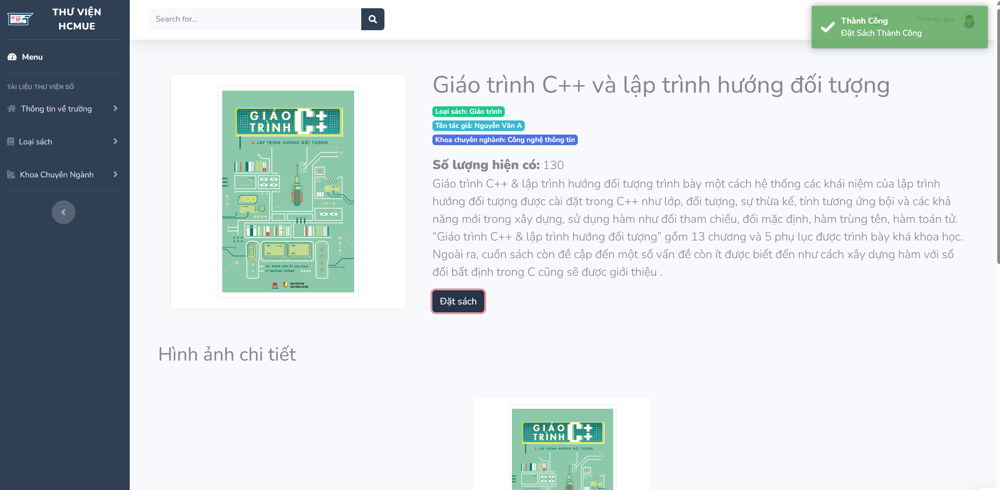 THƯ VIỆN
HCMUE
Menu
TÀI LIỆU THƯ VIỆN SỐ
Thông tin về trường
Loại sách
Khoa Chuyên Ngành
Search for...
hoangngoc
Thành Công
Đặt Sách Thành Công
GIÁO
TRÌNH C++
& LẬP TRÌNH HƯỚNG ĐỐI TƯỢNG
GS. PHẠM VĂN ẤT (chủ biên)
LÊ TRƯỜNG THÔNG
NHÀ XUẤT BẢN
BÁCH KHOA HÀ NỘI
Giáo trình C++ và lập trình hướng đối tượng
Loại sách: Giáo trình
Tên tác giả: Nguyễn Văn A
Khoa chuyên nghành: Công nghệ thông tin
Số lượng hiện có: 130
Giáo trình C++ & lập trình hướng đối tượng trình bày một cách hệ thống các khái niệm của lập trình
hướng đối tượng được cài đặt trong C++ như lớp, đối tượng, sự thừa kế, tính tương ứng bội và các khả
năng mới trong xây dựng, sử dụng hàm như đối tham chiếu, đối mặc định, hàm trùng tên, hàm toán tử.
“Giáo trình C++ & lập trình hướng đối tượng” gồm 13 chương và 5 phụ lục được trình bày khá khoa học.
Ngoài ra, cuốn sách còn đề cập đến một số vấn đề còn ít được biết đến như cách xây dựng hàm với số
đối bất định trong C cũng sẽ được giới thiệu .
Đặt sách
Hình ảnh chi tiết
GIÁO
TRÌNH C++
& LẬP TRÌNH HƯỚNG ĐỐI TƯỢNG